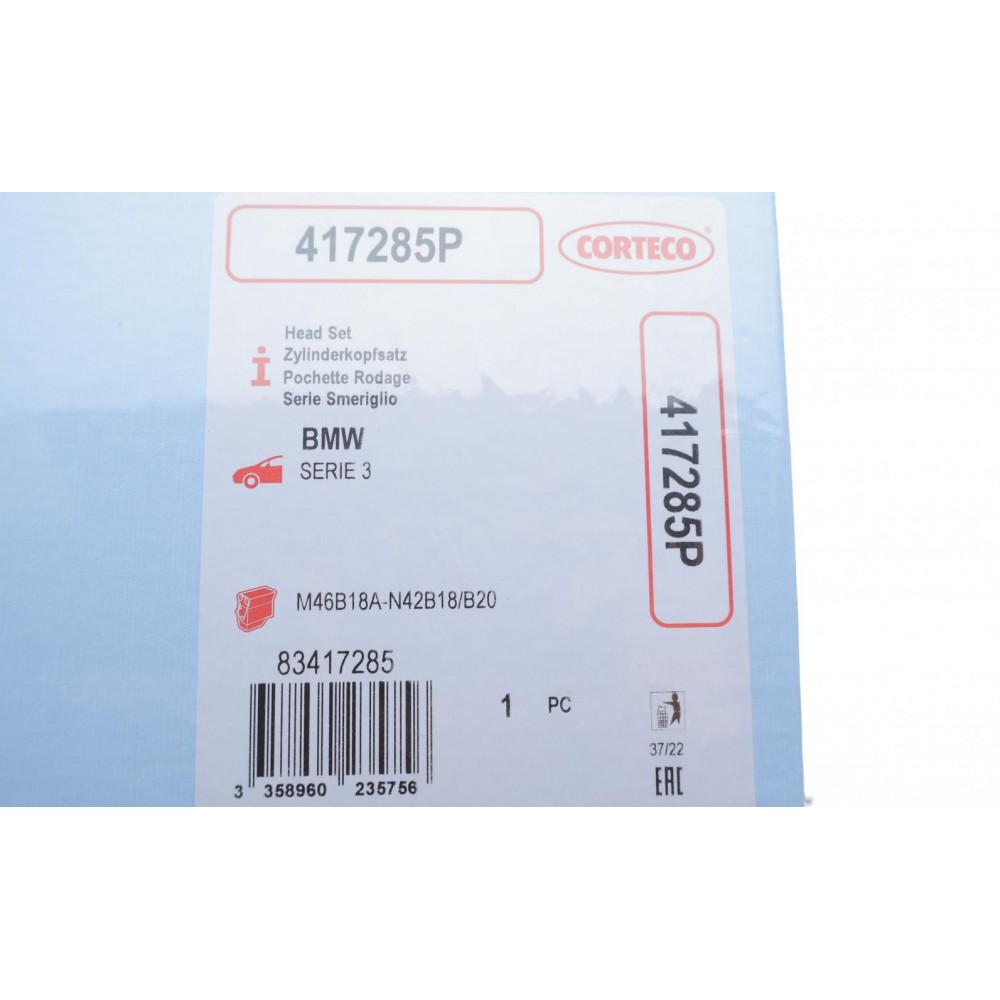 417285P
CORTECO®
Head Set
Zylinderkopfsatz
Pochette Rodage
Serie Smeriglio
BMW
SERIE 3
417285P
M46B18A-N42B18/B20
83417285
1 PC
37/22
3 358960 235756
EAC